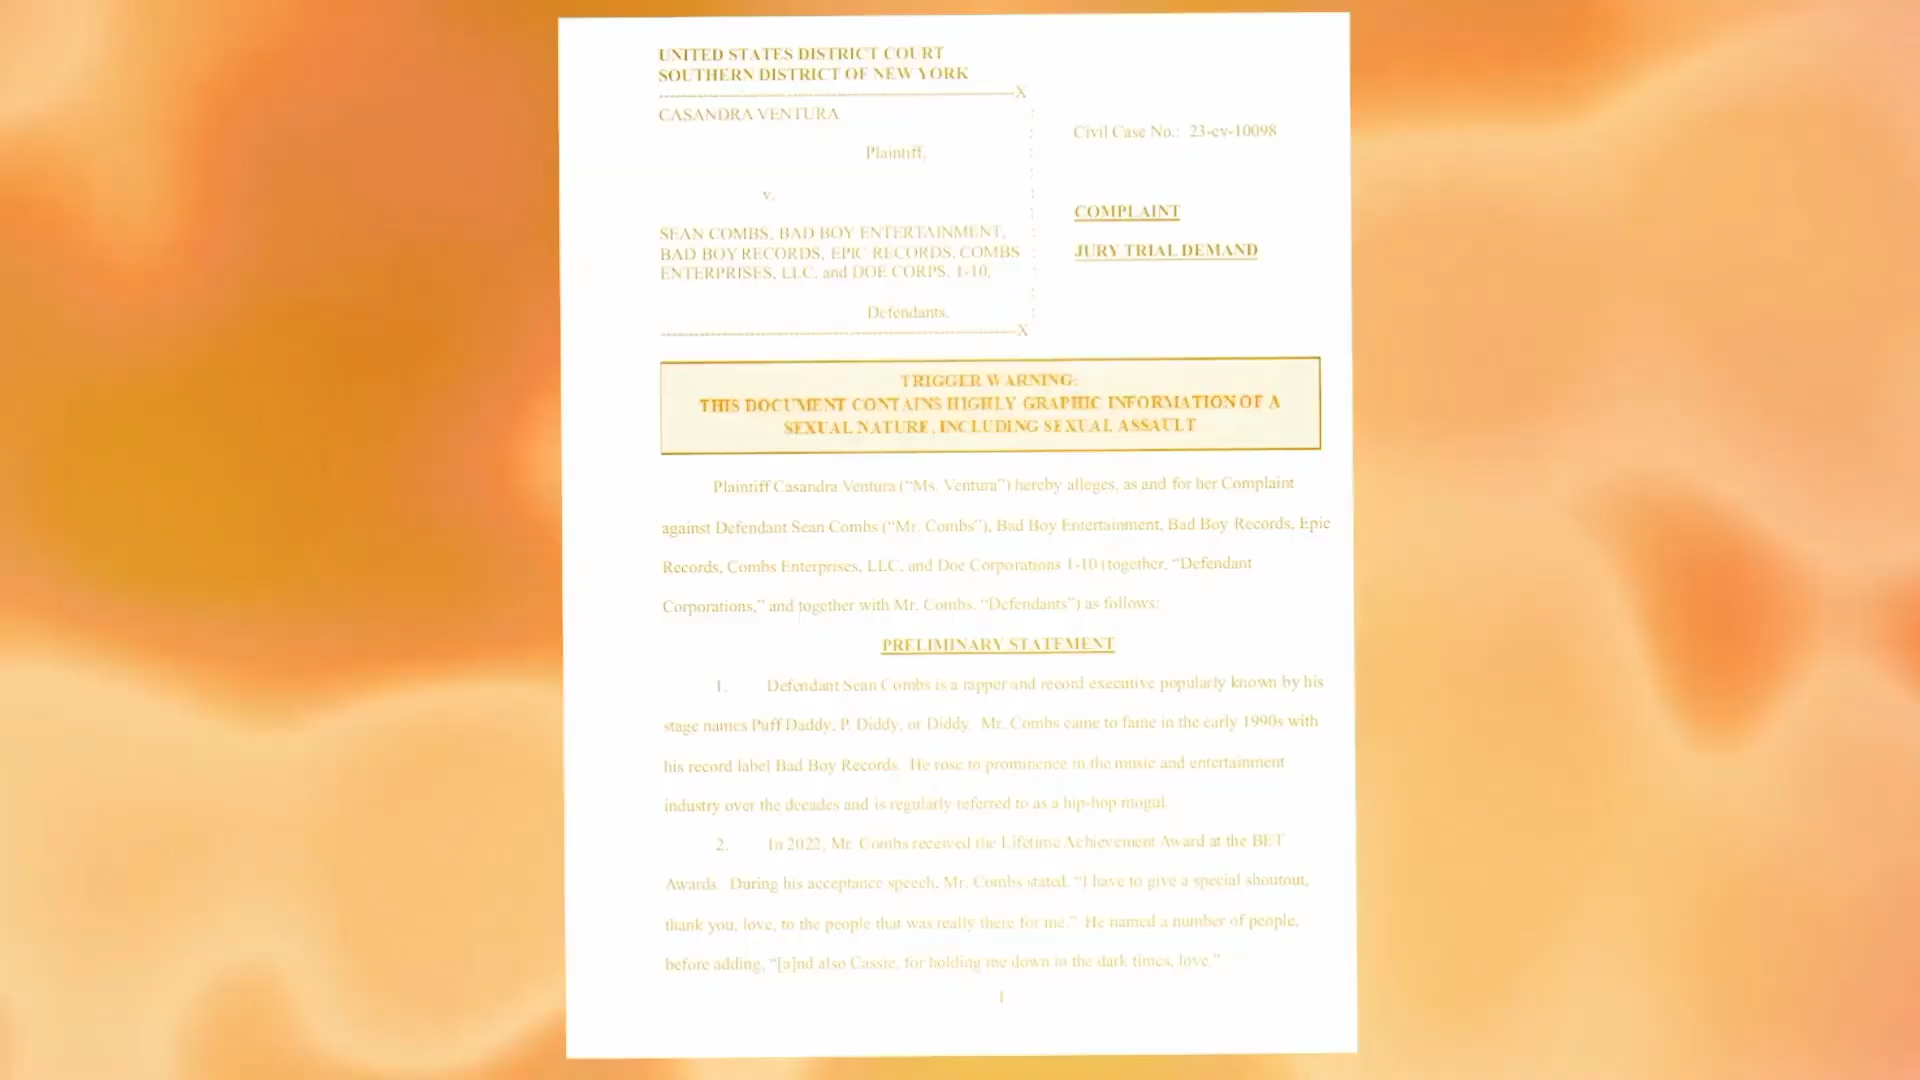 UNITED STATES DISTRICT COURT
SOUTHERN DISTRICT OF NEW YORK
X
CASANDRA VENTURA
Plaintiff,
v.
SEAN COMBS, BAD BOY ENTERTAINMENT,
BAD BOY RECORDS, EPIC RECORDS, COMBS
ENTERPRISES, LLC, and DOE CORPS. 1-10,
Defendants.
X
Civil Case No.: 23-cv-10098
COMPLAINT
JURY TRIAL DEMAND
TRIGGER WARNING:
THIS DOCUMENT CONTAINS HIGHLY GRAPHIC INFORMATION OF A
SEXUAL NATURE, INCLUDING SEXUAL ASSAULT
Plaintiff Casandra Ventura (“Ms. Ventura”) hereby alleges, as and for her Complaint
against Defendant Sean Combs (“Mr. Combs”), Bad Boy Entertainment, Bad Boy Records, Epic
Records, Combs Enterprises, LLC, and Doe Corporations 1-10 (together, “Defendant
Corporations,” and together with Mr. Combs, “Defendants”) as follows:
PRELIMINARY STATEMENT
1. Defendant Sean Combs is a rapper and record executive popularly known by his
stage names Puff Daddy, P. Diddy, or Diddy. Mr. Combs came to fame in the early 1990s with
his record label Bad Boy Records. He rose to prominence in the music and entertainment
industry over the decades and is regularly referred to as a hip-hop mogul.
2. In 2022, Mr. Combs received the Lifetime Achievement Award at the BET
Awards. During his acceptance speech, Mr. Combs stated, “I have to give a special shoutout,
thank you, love, to the people that was really there for me.” He named a number of people,
before adding, “[a]nd also Cassie, for holding me down in the dark times, love.”
1